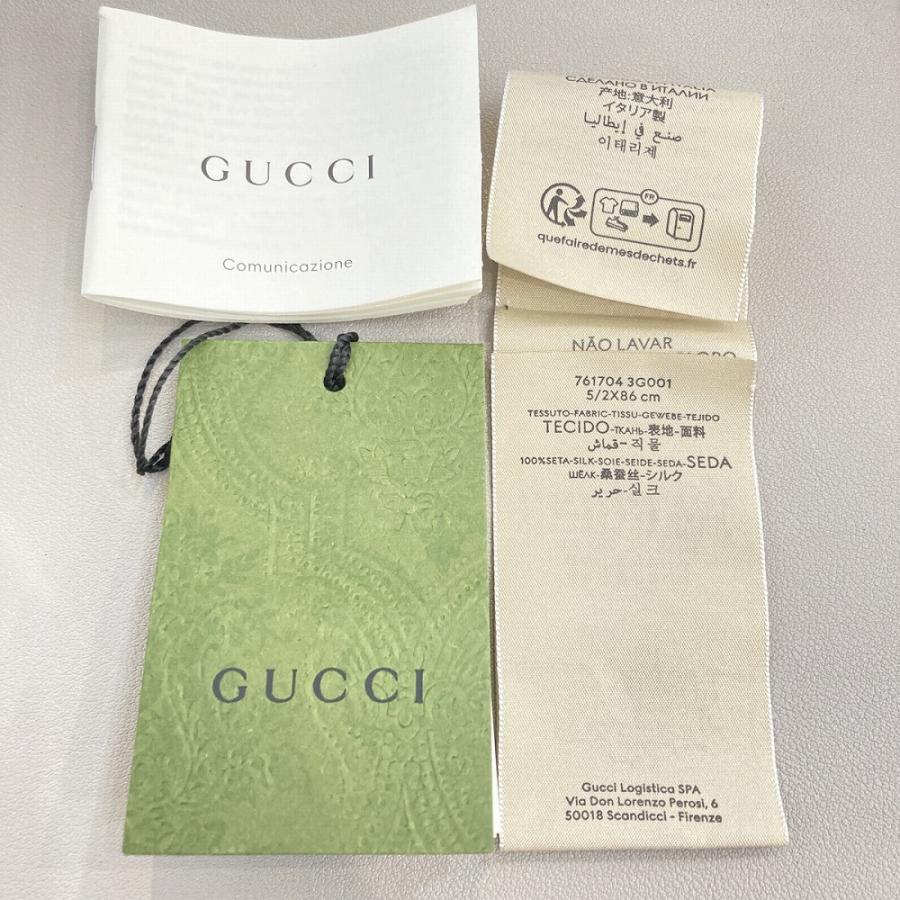 GUCCI
Comunicazione
СДЕЛАНО В ИТАЛИИ
产地:意大利
イタリア製
صنع في إيطاليا
이태리제
FR
quefairedemesdechets.fr
NÃO LAVAR
761704 3G001
5/2X86 cm
TESSUTO-FABRIC-TISSU-GEWEBE-TEJIDO
TECIDO-ТКАНЬ-表地-面料
قماش-직물
100%SETA-SILK-SOIE-SEIDE-SEDA-SEDA
ШЁЛК-桑蚕丝-シルク
حرير-실크
GUCCI
Gucci Logistica SPA
Via Don Lorenzo Perosi, 6
50018 Scandicci - Firenze